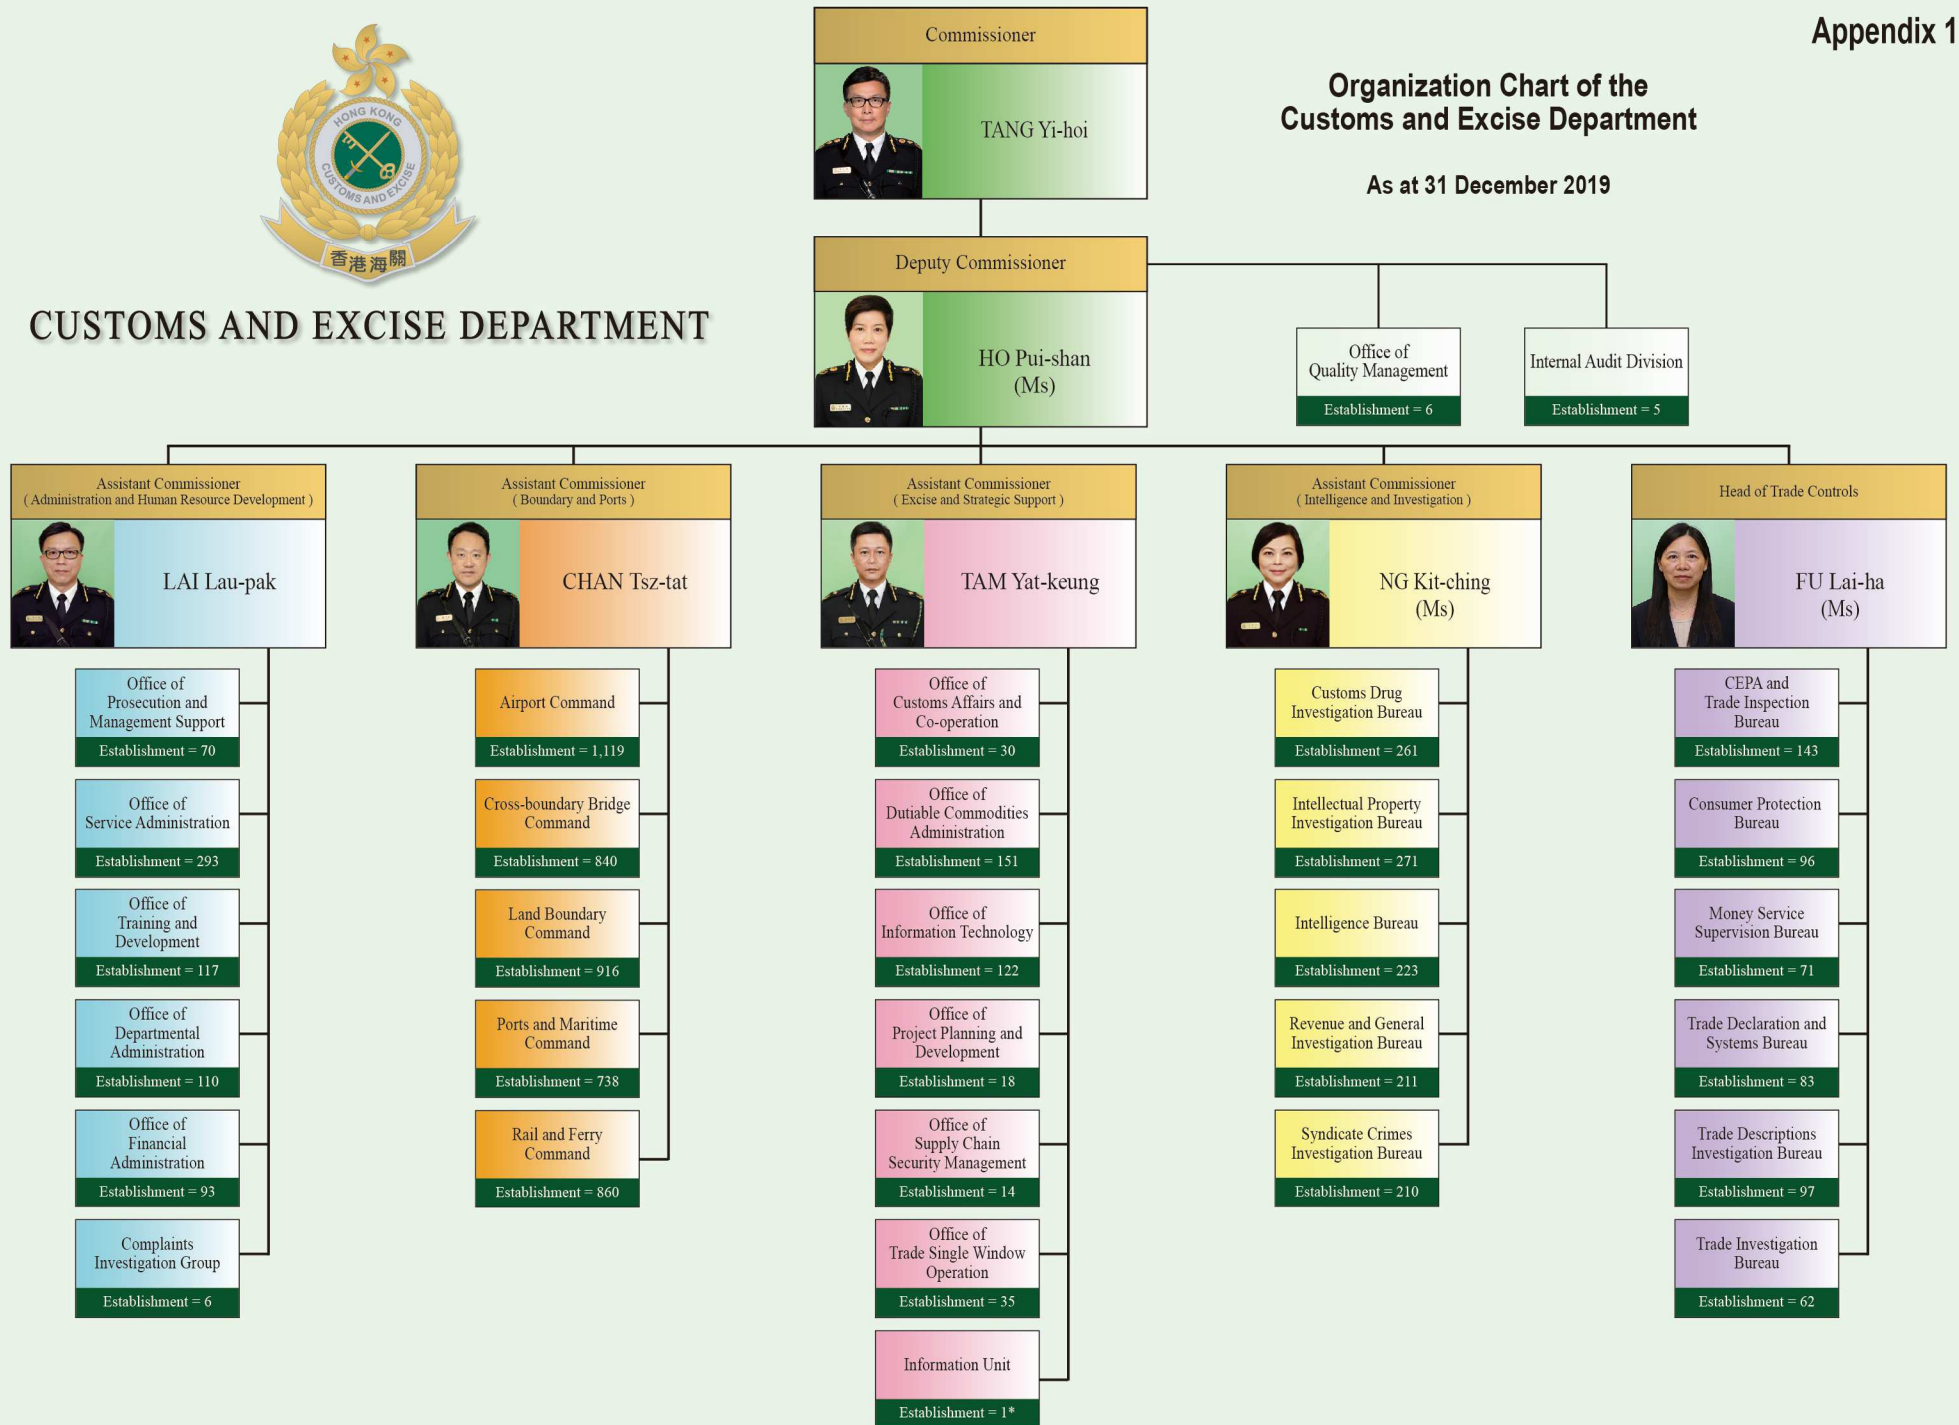 Appendix 1
Organization Chart of the
Customs and Excise Department
As at 31 December 2019
HONG KONG
CUSTOMS AND EXCISE
香港海關
CUSTOMS AND EXCISE DEPARTMENT
Commissioner
TANG Yi-hoi
Deputy Commissioner
HO Pui-shan
(Ms)
Office of
Quality Management
Establishment = 6
Internal Audit Division
Establishment = 5
Assistant Commissioner
( Administration and Human Resource Development )
LAI Lau-pak
Office of
Prosecution and
Management Support
Establishment = 70
Office of
Service Administration
Establishment = 293
Office of
Training and
Development
Establishment = 117
Office of
Departmental
Administration
Establishment = 110
Office of
Financial
Administration
Establishment = 93
Complaints
Investigation Group
Establishment = 6
Assistant Commissioner
( Boundary and Ports )
CHAN Tsz-tat
Airport Command
Establishment = 1,119
Cross-boundary Bridge
Command
Establishment = 840
Land Boundary
Command
Establishment = 916
Ports and Maritime
Command
Establishment = 738
Rail and Ferry
Command
Establishment = 860
Assistant Commissioner
( Excise and Strategic Support )
TAM Yat-keung
Office of
Customs Affairs and
Co-operation
Establishment = 30
Office of
Dutiable Commodities
Administration
Establishment = 151
Office of
Information Technology
Establishment = 122
Office of
Project Planning and
Development
Establishment = 18
Office of
Supply Chain
Security Management
Establishment = 14
Office of
Trade Single Window
Operation
Establishment = 35
Information Unit
Establishment = 1*
Assistant Commissioner
( Intelligence and Investigation )
NG Kit-ching
(Ms)
Customs Drug
Investigation Bureau
Establishment = 261
Intellectual Property
Investigation Bureau
Establishment = 271
Intelligence Bureau
Establishment = 223
Revenue and General
Investigation Bureau
Establishment = 211
Syndicate Crimes
Investigation Bureau
Establishment = 210
Head of Trade Controls
FU Lai-ha
(Ms)
CEPA and
Trade Inspection
Bureau
Establishment = 143
Consumer Protection
Bureau
Establishment = 96
Money Service
Supervision Bureau
Establishment = 71
Trade Declaration and
Systems Bureau
Establishment = 83
Trade Descriptions
Investigation Bureau
Establishment = 97
Trade Investigation
Bureau
Establishment = 62